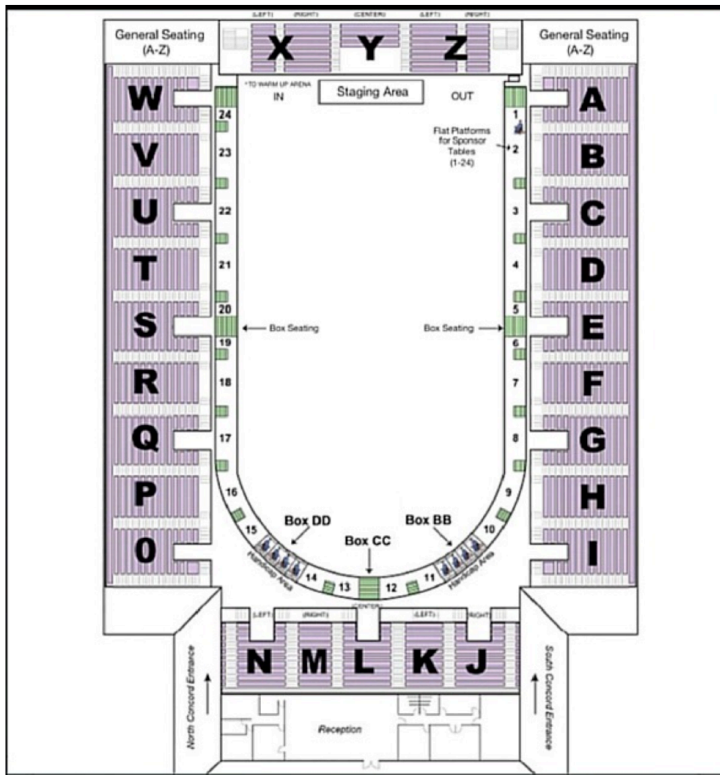 (LEFT) (RIGHT) (CENTER) (LEFT) (RIGHT)
General Seating
(A-Z)
X Y Z
General Seating
(A-Z)
*TO WARM UP ARENA
IN
Staging Area
OUT
W
24
1
A
Flat Platforms
for Sponsor
Tables
(1-24)
V
23
2
B
U
22
3
C
T
21
4
D
20
5
S
Box Seating
Box Seating
E
19
6
R
18
7
F
Q
17
8
G
P
16
9
H
15
Box DD
Box BB
10
O
Handicap Area
Box CC
Handicap Area
I
14 13 12 11
(CENTER)
(LEFT) (RIGHT) (LEFT) (RIGHT)
N M L K J
North Concord Entrance
South Concord Entrance
Reception